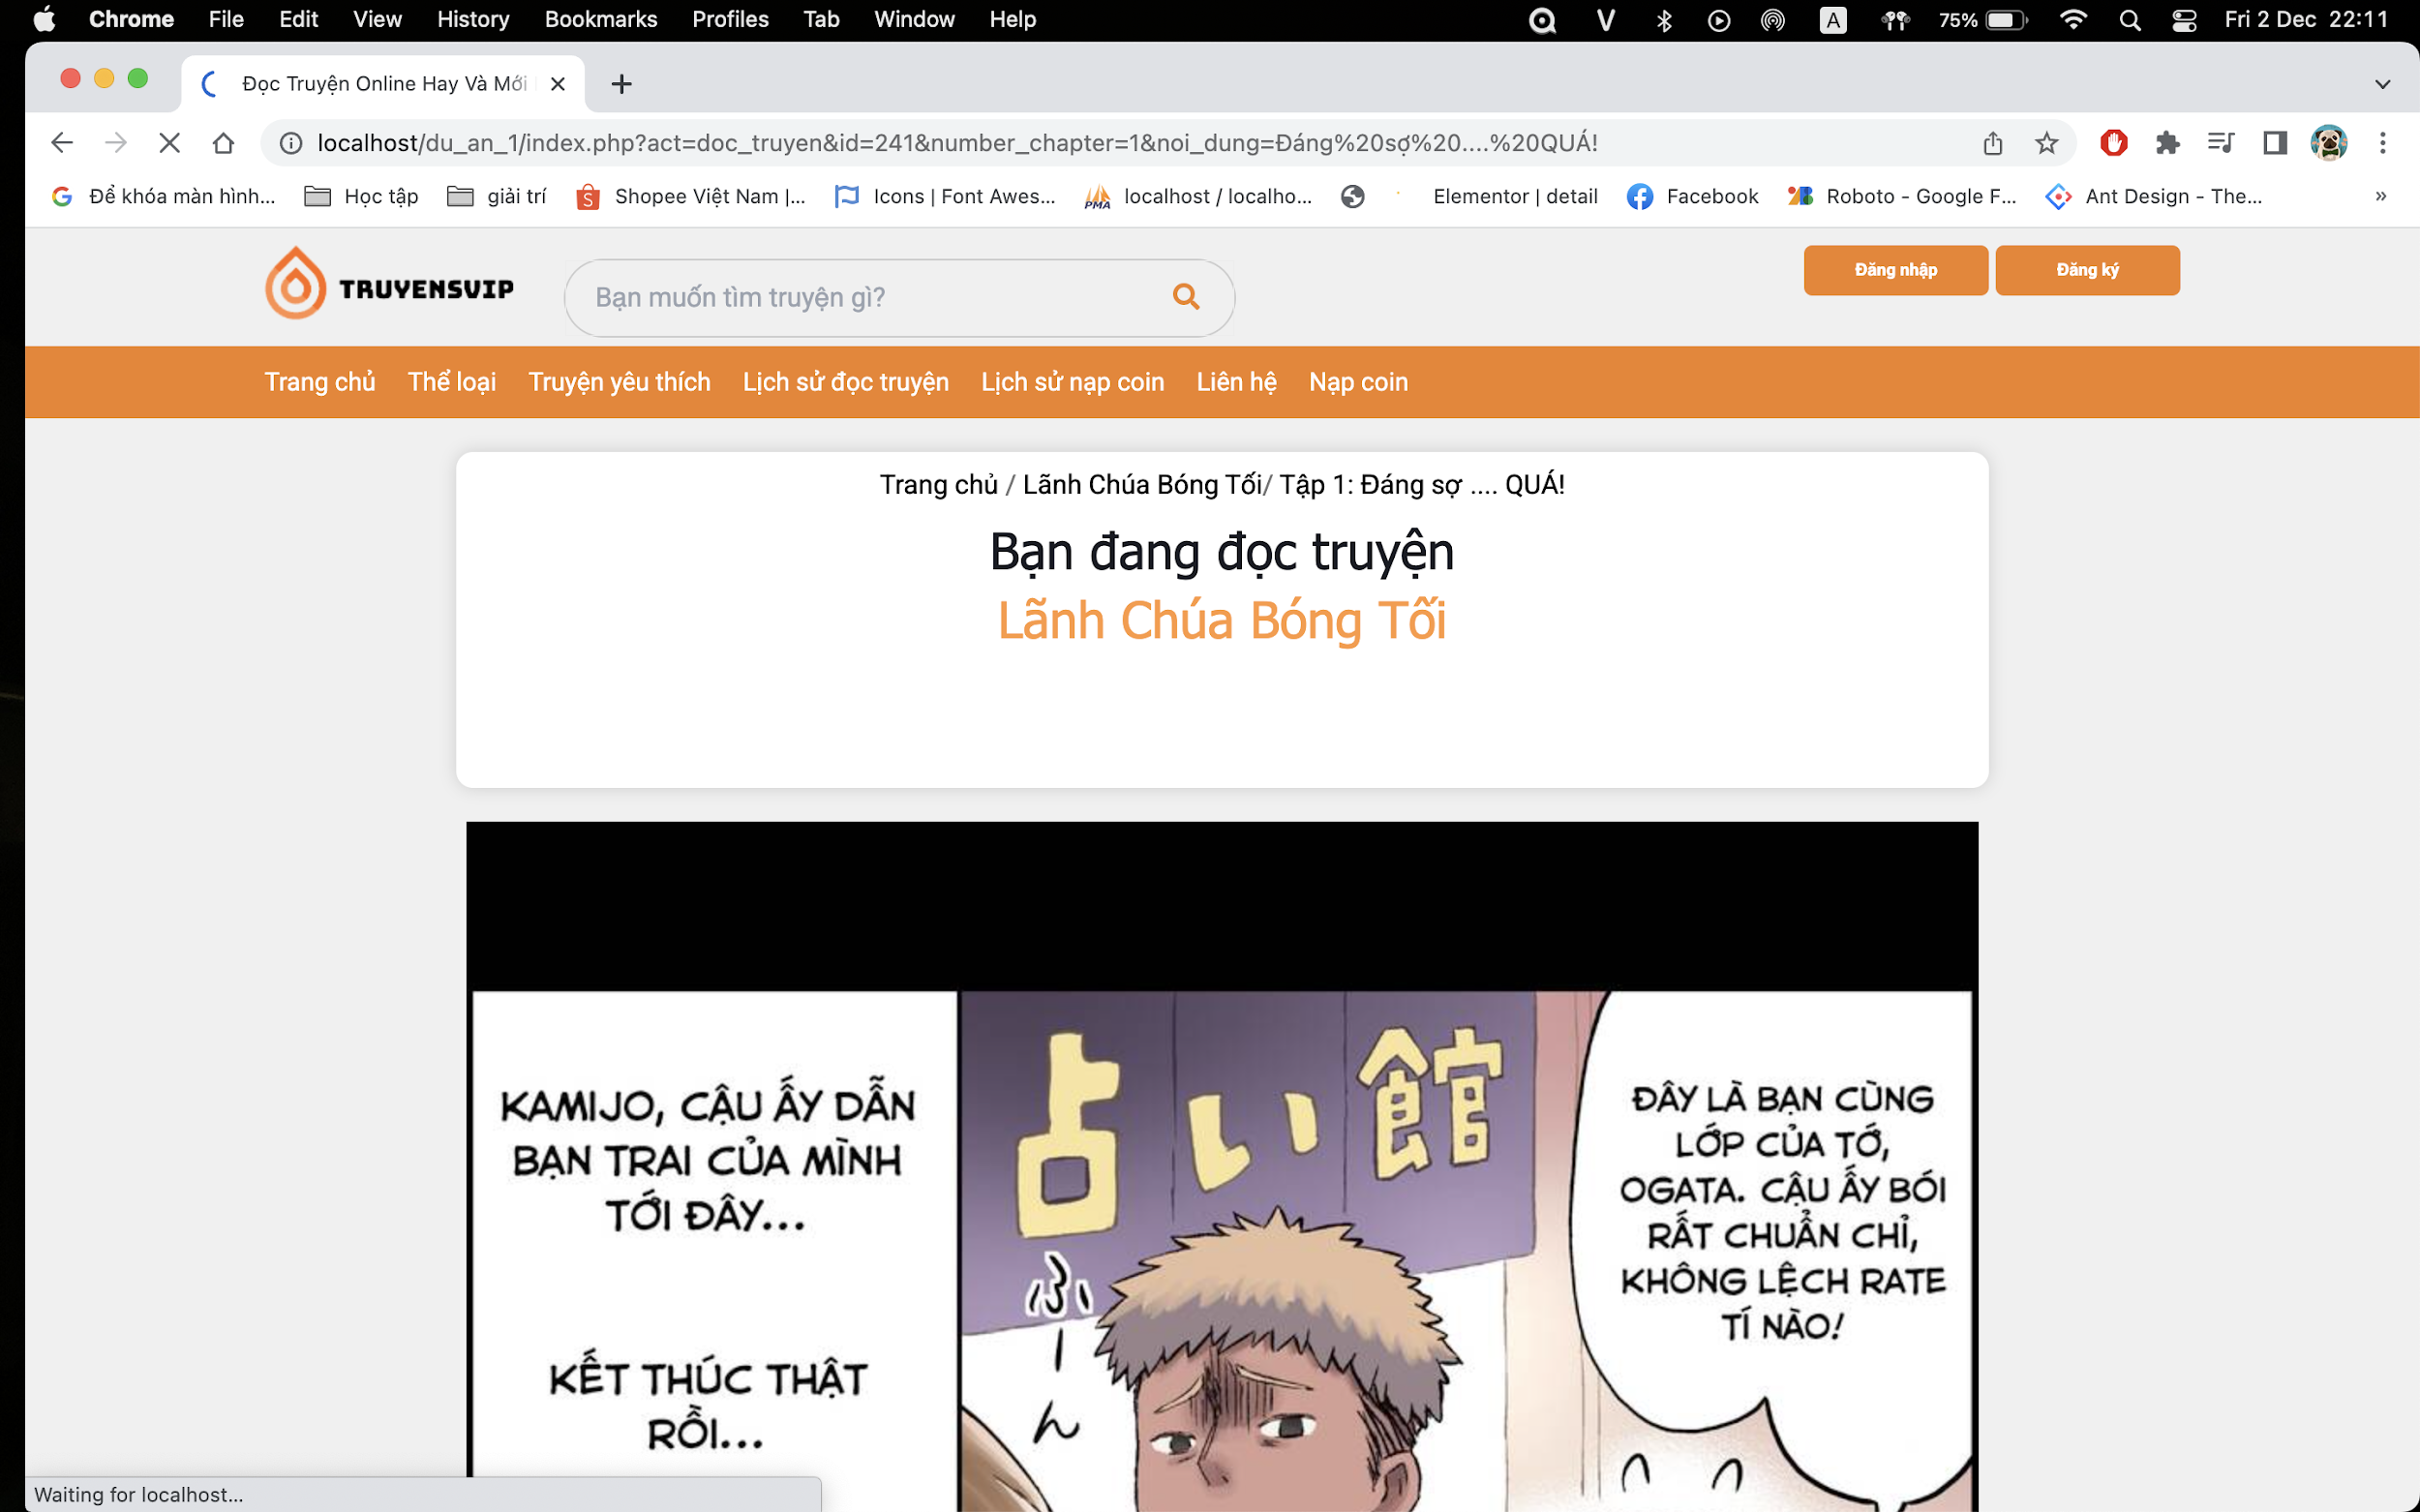 Chrome File Edit View History Bookmarks Profiles Tab Window Help
A 75% Fri 2 Dec 22:11
Đọc Truyện Online Hay Và Mới
localhost/du_an_1/index.php?act=doc_truyen&id=241&number_chapter=1&noi_dung=Đáng%20sợ%20....%20QUÁ!
Để khóa màn hình... Học tập giải trí Shopee Việt Nam |... Icons | Font Awes... PMA localhost / localho... Elementor | detail Facebook Roboto - Google F... Ant Design - The... »
TRUYENSVIP
Bạn muốn tìm truyện gì?
Đăng nhập Đăng ký
Trang chủ Thể loại Truyện yêu thích Lịch sử đọc truyện Lịch sử nạp coin Liên hệ Nạp coin
Trang chủ / Lãnh Chúa Bóng Tối/ Tập 1: Đáng sợ .... QUÁ!
Bạn đang đọc truyện
Lãnh Chúa Bóng Tối
KAMIJO, CẬU ẤY DẪN
BẠN TRAI CỦA MÌNH
TỚI ĐÂY...
KẾT THÚC THẬT
RỒI...
占い館
ふーん
ĐÂY LÀ BẠN CÙNG
LỚP CỦA TỚ,
OGATA. CẬU ẤY BÓI
RẤT CHUẨN CHỈ,
KHÔNG LỆCH RATE
TÍ NÀO!
Waiting for localhost...